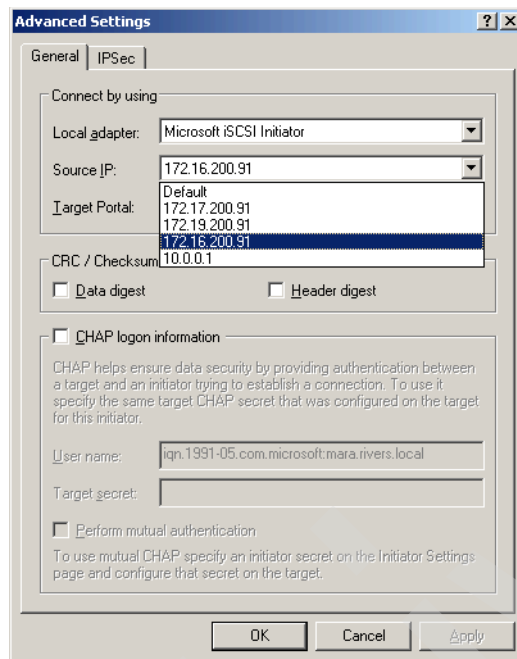 Advanced Settings
General
IPSec
Connect by using
Local adapter:
Microsoft iSCSI Initiator
Source IP:
172.16.200.91
Default
Target Portal:
172.17.200.91
172.19.200.91
172.16.200.91
10.0.0.1
CRC / Checksum
Data digest
Header digest
CHAP logon information
CHAP helps ensure data security by providing authentication between
a target and an initiator trying to establish a connection. To use it
specify the same target CHAP secret that was configured on the target
for this initiator.
User name:
iqn.1991-05.com.microsoft:mara.rivers.local
Target secret:
Perform mutual authentication
To use mutual CHAP specify an initiator secret on the Initiator Settings
page and configure that secret on the target.
OK
Cancel
Apply